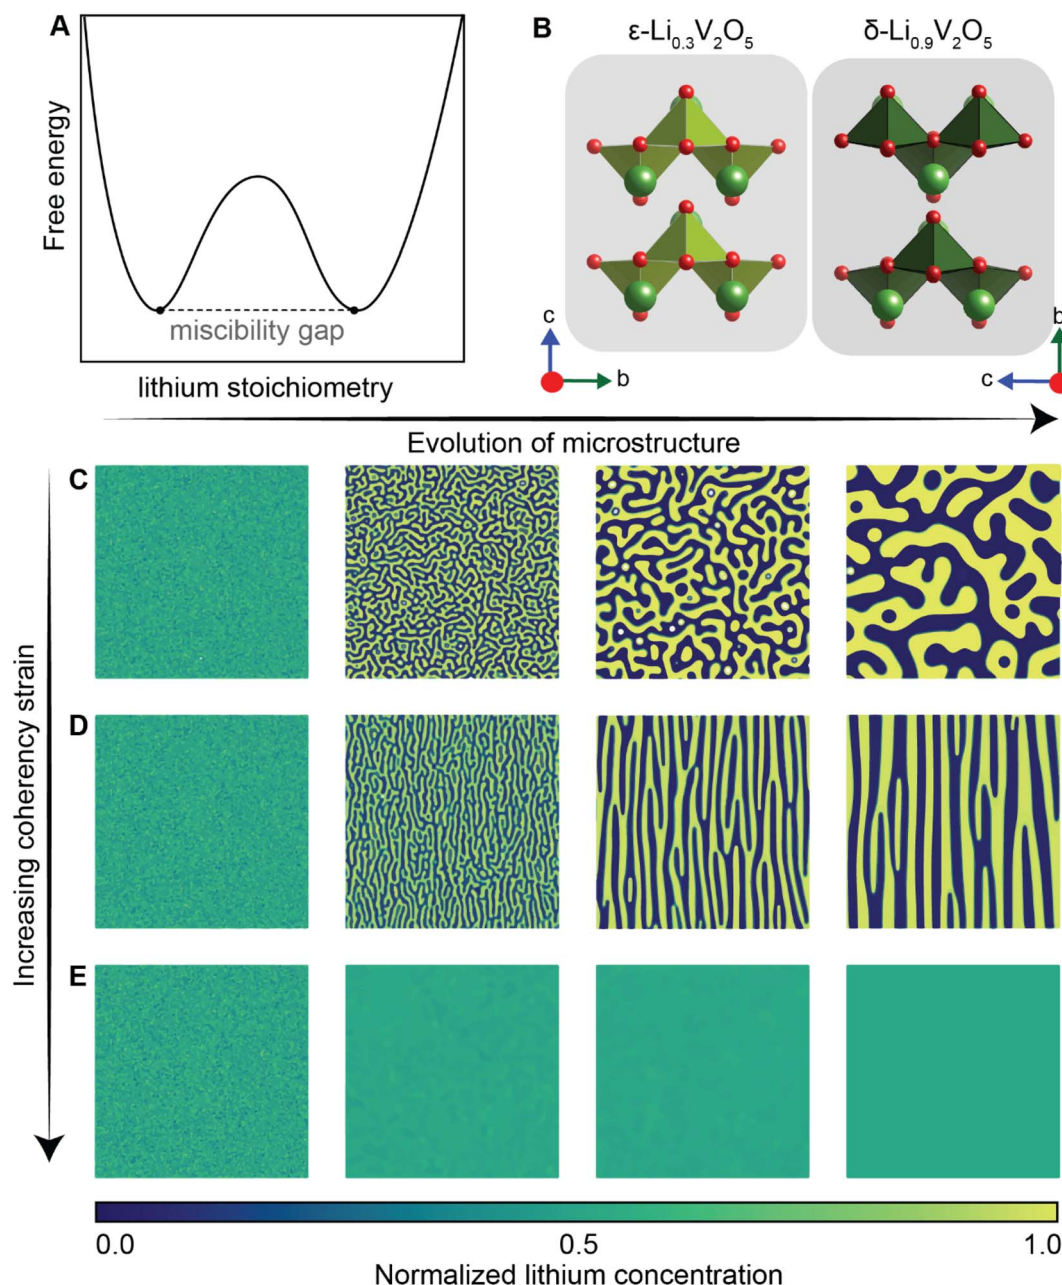 A
Free energy
miscibility gap
lithium stoichiometry
B
ε-Li₀.₃V₂O₅
δ-Li₀.₉V₂O₅
c
b
b
c
Evolution of microstructure
Increasing coherency strain
C
D
E
0.0
0.5
1.0
Normalized lithium concentration